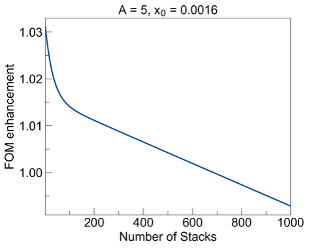 A = 5, x₀ = 0.0016
1.03
1.02
1.01
1.00
FOM enhancement
200 400 600 800 1000
Number of Stacks